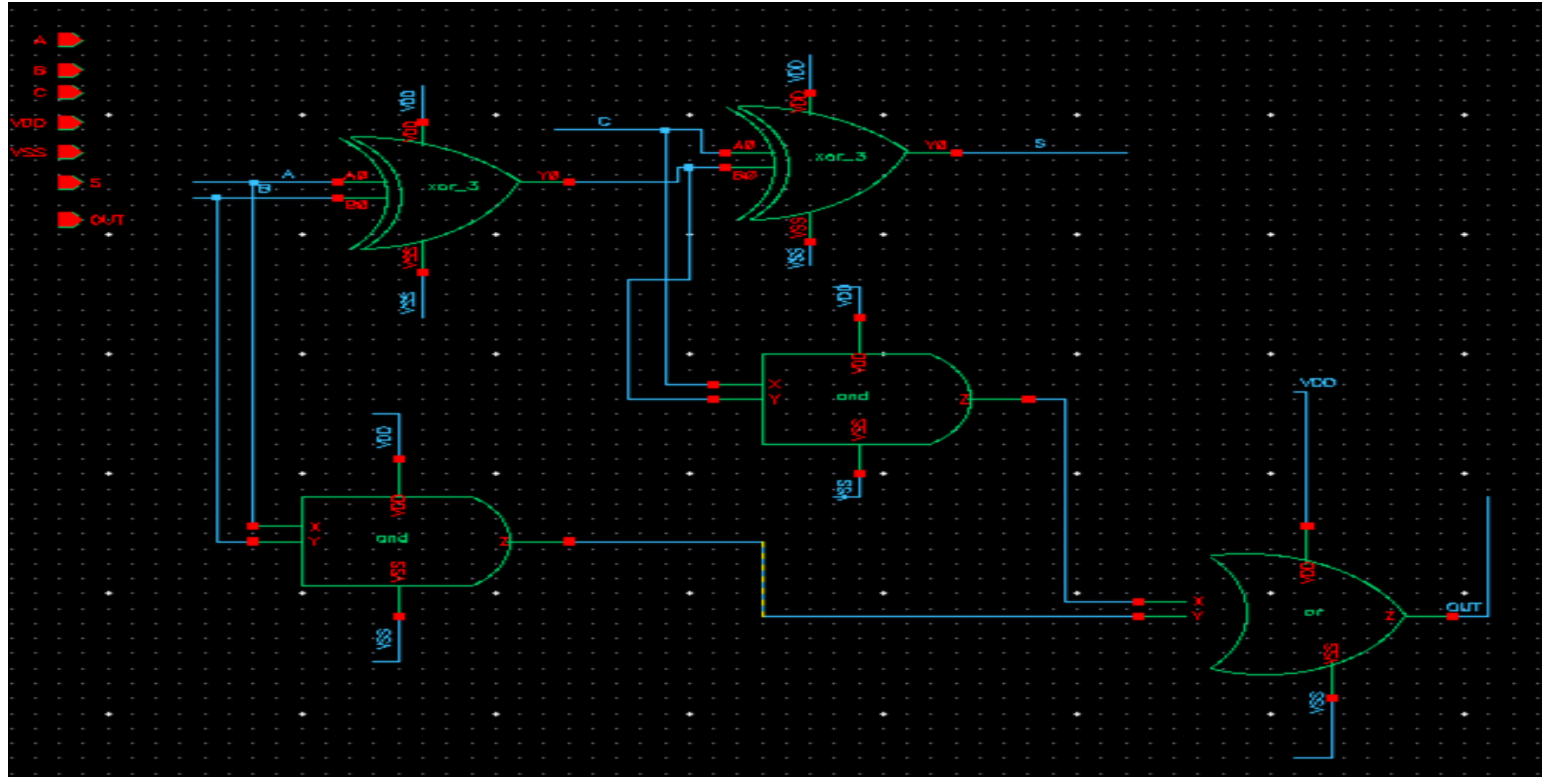 A
B
C
VDD
VSS
S
OUT
VDD
VDD
A
B
A0
B0
xor_3
Y0
VSS
VSS
C
VDD
VDD
A0
B0
xor_3
Y0
S
VSS
VSS
VDD
VDD
X
Y
and
Z
VSS
VSS
VDD
VDD
X
Y
and
Z
VSS
VSS
VDD
VDD
X
Y
or
Z
OUT
VSS
VSS